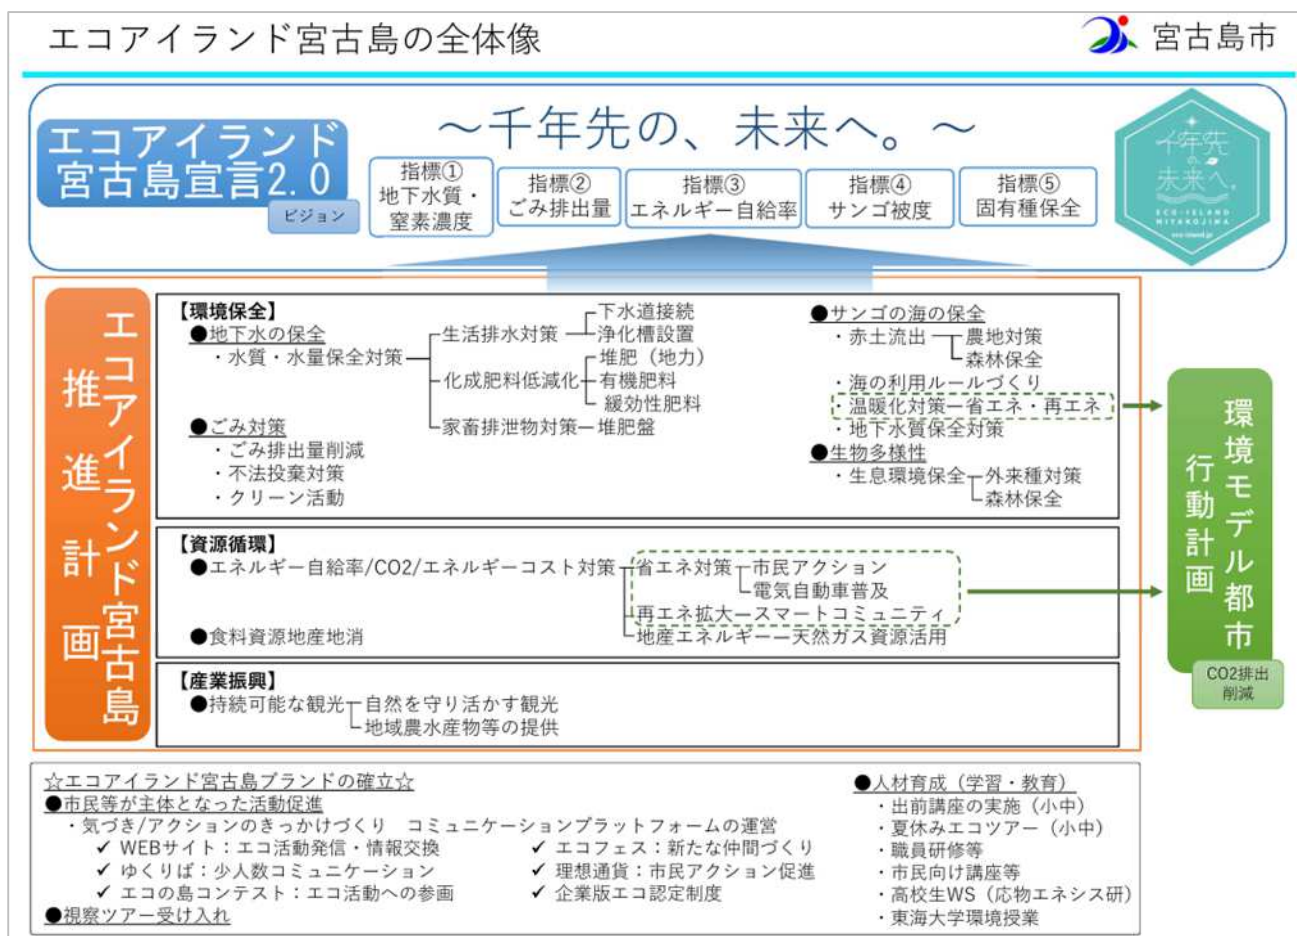 エコアイランド宮古島の全体像
宮古島市
エコアイランド
宮古島宣言2.0
ビジョン
～千年先の、未来へ。～
指標①
地下水質・
窒素濃度
指標②
ごみ排出量
指標③
エネルギー自給率
指標④
サンゴ被度
指標⑤
固有種保全
千年先
の、
未来へ。
ECO-ISLAND
MIYAKOJIMA
eco-island.jp
エコアイランド宮古島
推進計画
【環境保全】
●地下水の保全
・水質・水量保全対策
生活排水対策
下水道接続
浄化槽設置
化成肥料低減化
堆肥（地力）
有機肥料
緩効性肥料
家畜排泄物対策
堆肥盤
●ごみ対策
・ごみ排出量削減
・不法投棄対策
・クリーン活動
●サンゴの海の保全
・赤土流出
農地対策
森林保全
・海の利用ルールづくり
・温暖化対策―省エネ・再エネ
・地下水質保全対策
●生物多様性
・生息環境保全
外来種対策
森林保全
【資源循環】
●エネルギー自給率/CO2/エネルギーコスト対策
省エネ対策
市民アクション
電気自動車普及
再エネ拡大―スマートコミュニティ
地産エネルギー―天然ガス資源活用
●食料資源地産地消
【産業振興】
●持続可能な観光
自然を守り活かす観光
地域農水産物等の提供
環境モデル都市
行動計画
CO2排出
削減
☆エコアイランド宮古島ブランドの確立☆
●市民等が主体となった活動促進
・気づき/アクションのきっかけづくり　コミュニケーションプラットフォームの運営
✓ WEBサイト：エコ活動発信・情報交換
✓ ゆくりば：少人数コミュニケーション
✓ エコの島コンテスト：エコ活動への参画
✓ エコフェス：新たな仲間づくり
✓ 理想通貨：市民アクション促進
✓ 企業版エコ認定制度
●視察ツアー受け入れ
●人材育成（学習・教育）
・出前講座の実施（小中）
・夏休みエコツアー（小中）
・職員研修等
・市民向け講座等
・高校生WS（応物エネシス研）
・東海大学環境授業